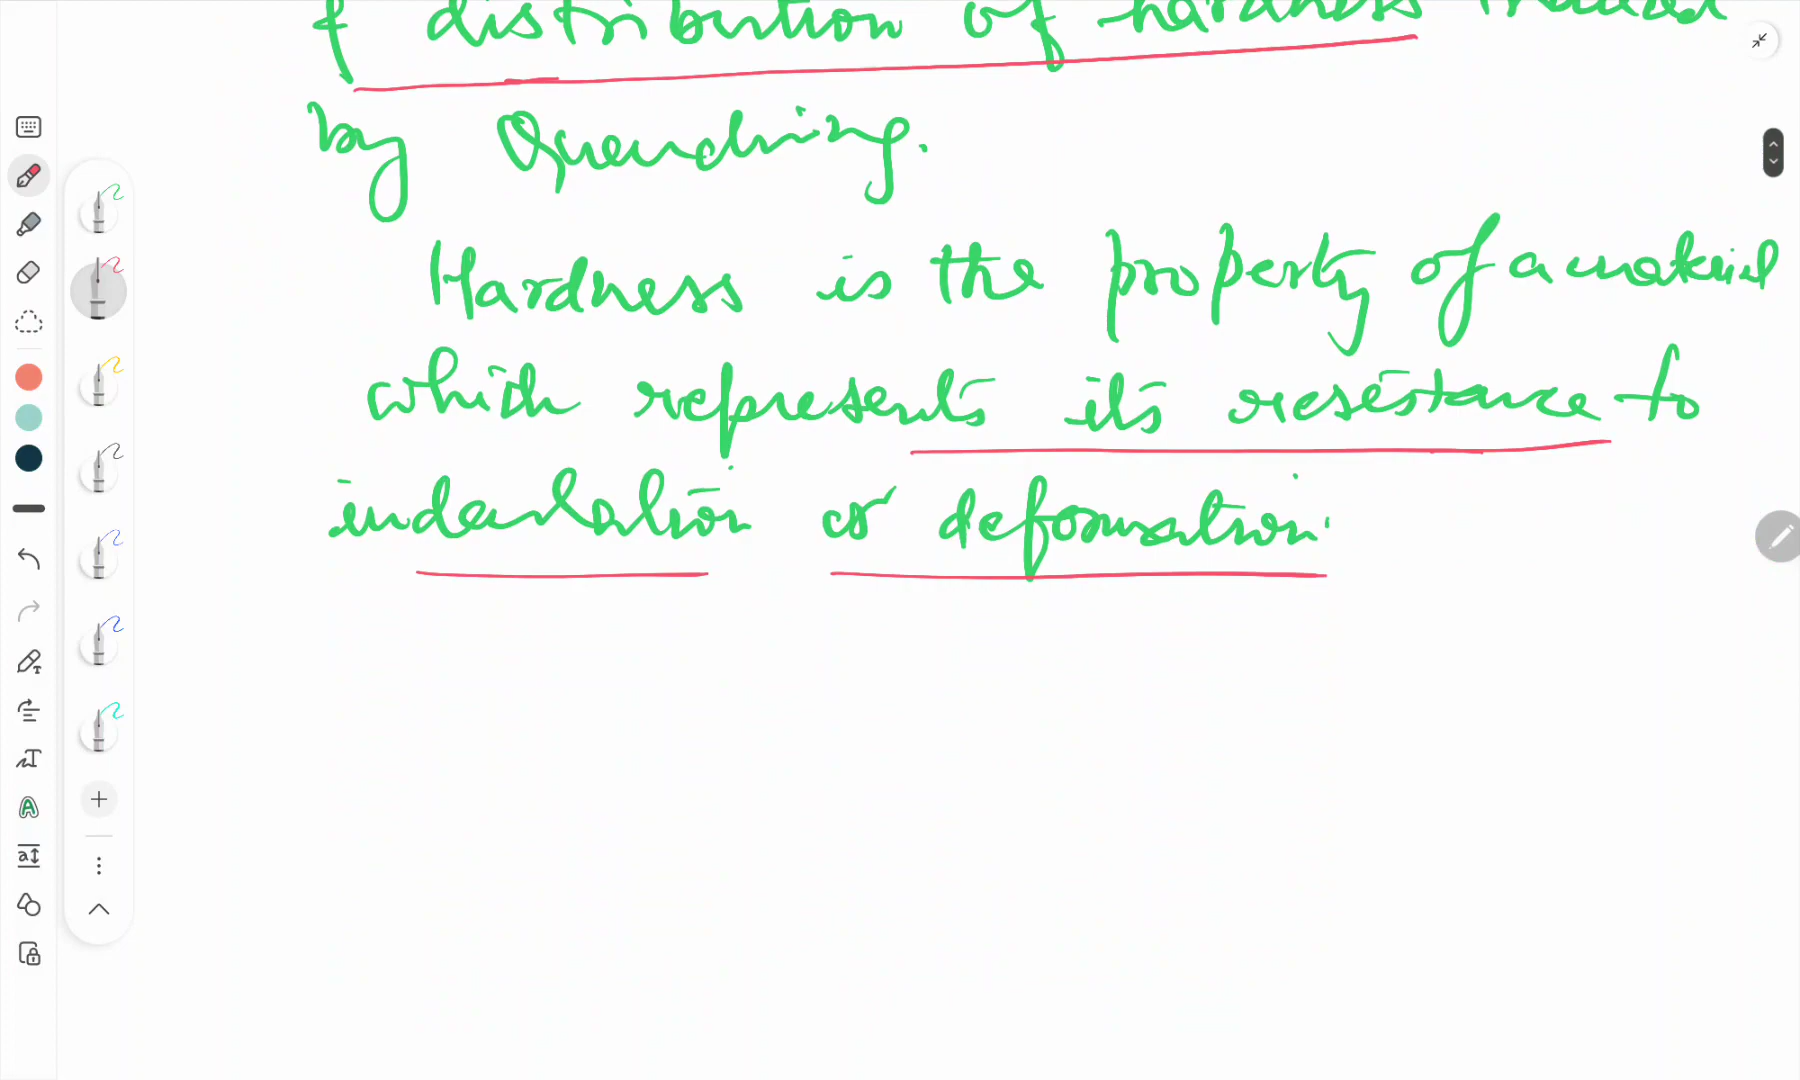 & distribution of hardness induced
by Quenching.
Hardness is the property of a material
which represents its resistance to
indentation or deformation.